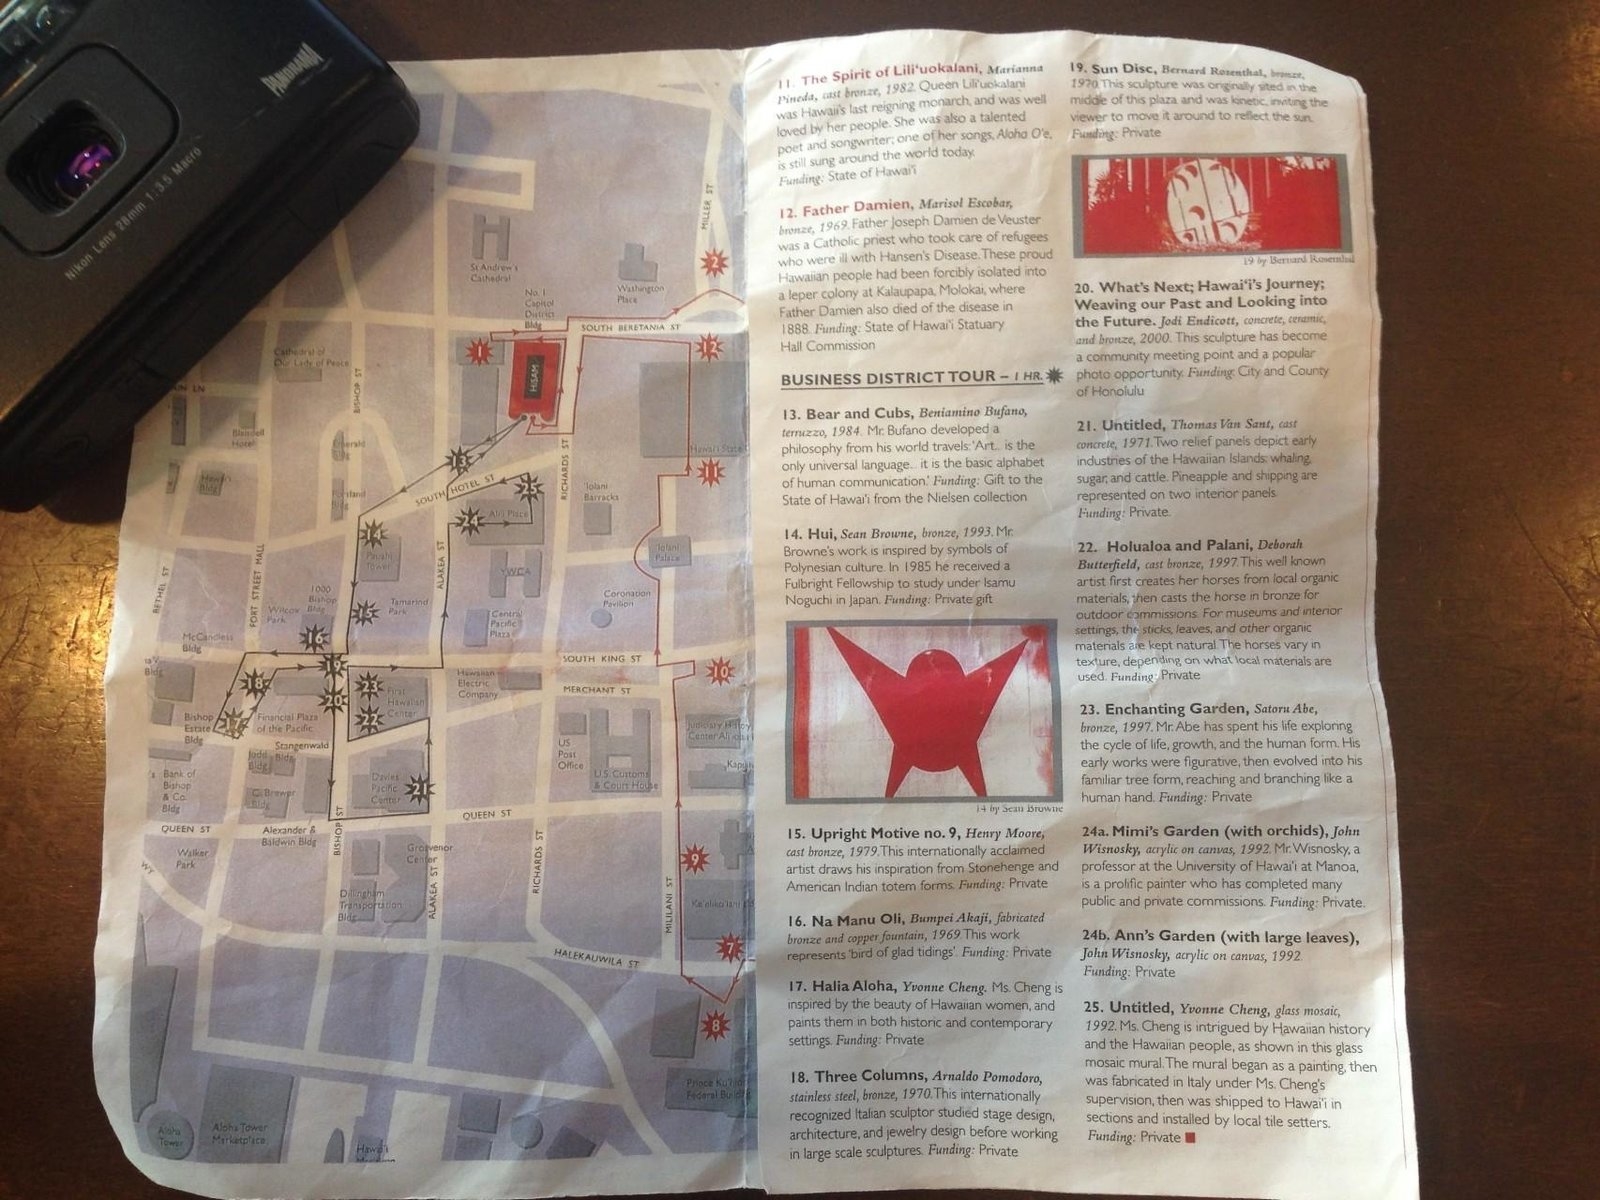 PANORAMA
Nikon Lens 28mm 1:3.5 Macro
MILLER ST
St Andrew's
Cathedral
Washington
Place
No. 1
Capitol
District
Bldg
SOUTH BERETANIA ST
2
1
12
HiSAM
Cathedral of
Our Lady of Peace
BISHOP ST
Blaisdell
Hotel
Emerald
Bldg
Hawai'i State
13
11
RICHARDS ST
SOUTH HOTEL ST
25
'Iolani
Barracks
24
Alii Place
14
Pauahi
Tower
ALAKEA ST
'Iolani
Palace
YWCA
BETHEL ST
FORT STREET MALL
1000
Bishop
Bldg
Wilcox
Park
15
Tamarind
Park
Central
Pacific
Plaza
Coronation
Pavilion
16
McCandless
Bldg
SOUTH KING ST
19
10
18
20
23
First
Hawaiian
Center
22
Hawaiian
Electric
Company
MERCHANT ST
17
Bishop
Estate
Bldg
Financial Plaza
of the Pacific
Stangenwald
Judd
Bldg
US
Post
Office
U.S. Customs
& Court House
Bank of
Bishop
& Co.
Bldg
C. Brewer
Bldg
Davies
Pacific
Center
21
QUEEN ST
Alexander &
Baldwin Bldg
BISHOP ST
QUEEN ST
Walker
Park
Grosvenor
Center
9
Dillingham
Transportation
Bldg
ALAKEA ST
RICHARDS ST
MILILANI ST
7
HALEKAUWILA ST
8
Prince Kuhio
Federal Building
Aloha
Tower
Aloha Tower
Marketplace
11. The Spirit of Lili'uokalani, Marianna
Pineda, cast bronze, 1982. Queen Lili'uokalani
was Hawaii's last reigning monarch, and was well
loved by her people. She was also a talented
poet and songwriter; one of her songs, Aloha O'e,
is still sung around the world today.
Funding: State of Hawai'i
12. Father Damien, Marisol Escobar,
bronze, 1969. Father Joseph Damien de Veuster
was a Catholic priest who took care of refugees
who were ill with Hansen's Disease. These proud
Hawaiian people had been forcibly isolated into
a leper colony at Kalaupapa, Molokai, where
Father Damien also died of the disease in
1888. Funding: State of Hawai'i Statuary
Hall Commission
BUSINESS DISTRICT TOUR – 1 HR.
13. Bear and Cubs, Beniamino Bufano,
terruzzo, 1984. Mr. Bufano developed a
philosophy from his world travels: 'Art.. is the
only universal language.. it is the basic alphabet
of human communication.' Funding: Gift to the
State of Hawai'i from the Nielsen collection
14. Hui, Sean Browne, bronze, 1993. Mr.
Browne's work is inspired by symbols of
Polynesian culture. In 1985 he received a
Fulbright Fellowship to study under Isamu
Noguchi in Japan. Funding: Private gift
14 by Sean Browne
15. Upright Motive no. 9, Henry Moore,
cast bronze, 1979. This internationally acclaimed
artist draws his inspiration from Stonehenge and
American Indian totem forms. Funding: Private
16. Na Manu Oli, Bumpei Akaji, fabricated
bronze and copper fountain, 1969. This work
represents 'bird of glad tidings'. Funding: Private
17. Halia Aloha, Yvonne Cheng. Ms. Cheng is
inspired by the beauty of Hawaiian women, and
paints them in both historic and contemporary
settings. Funding: Private
18. Three Columns, Arnaldo Pomodoro,
stainless steel, bronze, 1970. This internationally
recognized Italian sculptor studied stage design,
architecture, and jewelry design before working
in large scale sculptures. Funding: Private
19. Sun Disc, Bernard Rosenthal, bronze,
1970. This sculpture was originally sited in the
middle of this plaza and was kinetic, inviting the
viewer to move it around to reflect the sun.
Funding: Private
19 by Bernard Rosenthal
20. What's Next; Hawai'i's Journey;
Weaving our Past and Looking into
the Future. Jodi Endicott, concrete, ceramic,
and bronze, 2000. This sculpture has become
a community meeting point and a popular
photo opportunity. Funding: City and County
of Honolulu
21. Untitled, Thomas Van Sant, cast
concrete, 1971. Two relief panels depict early
industries of the Hawaiian Islands: whaling,
sugar, and cattle. Pineapple and shipping are
represented on two interior panels.
Funding: Private.
22. Holualoa and Palani, Deborah
Butterfield, cast bronze, 1997. This well known
artist first creates her horses from local organic
materials, then casts the horse in bronze for
outdoor commissions. For museums and interior
settings, the sticks, leaves, and other organic
materials are kept natural. The horses vary in
texture, depending on what local materials are
used. Funding: Private
23. Enchanting Garden, Satoru Abe,
bronze, 1997. Mr. Abe has spent his life exploring
the cycle of life, growth, and the human form. His
early works were figurative, then evolved into his
familiar tree form, reaching and branching like a
human hand. Funding: Private
24a. Mimi's Garden (with orchids), John
Wisnosky, acrylic on canvas, 1992. Mr. Wisnosky, a
professor at the University of Hawai'i at Manoa,
is a prolific painter who has completed many
public and private commissions. Funding: Private.
24b. Ann's Garden (with large leaves),
John Wisnosky, acrylic on canvas, 1992.
Funding: Private
25. Untitled, Yvonne Cheng, glass mosaic,
1992. Ms. Cheng is intrigued by Hawaiian history
and the Hawaiian people, as shown in this glass
mosaic mural. The mural began as a painting, then
was fabricated in Italy under Ms. Cheng's
supervision, then was shipped to Hawai'i in
sections and installed by local tile setters.
Funding: Private